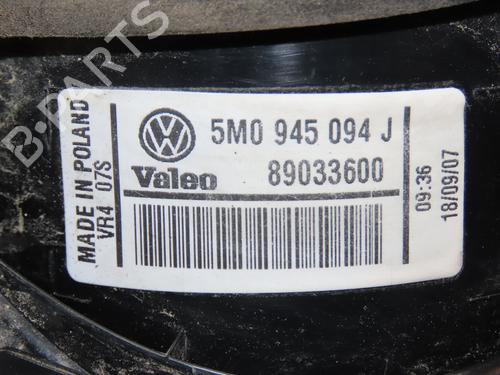 MADE IN POLAND
VR4 07S
5M0 945 094 J
Valeo 89033600
09:36
18/09/07
B-PARTS